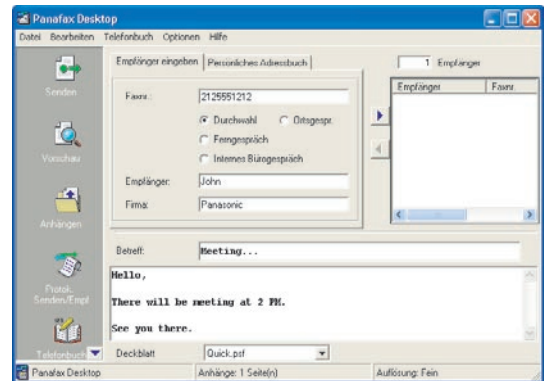 Panafax Desktop
Datei Bearbeiten Telefonbuch Optionen Hilfe
Senden
Vorschau
Anhängen
Protok. Senden/Empf
Telefonbuch
Empfänger eingeben Persönliches Adressbuch
Faxnr.: 2125551212
Durchwahl Ortsgespr.
Ferngespräch
Internes Bürogespräch
Empfänger: John
Firma: Panasonic
1 Empfänger
Empfänger Faxnr.
Betreff: Meeting...
Hello,
There will be meeting at 2 PM.
See you there.
Deckblatt Quick.psf
Panafax Desktop Anhänge: 1 Seite(n) Auflösung: Fein